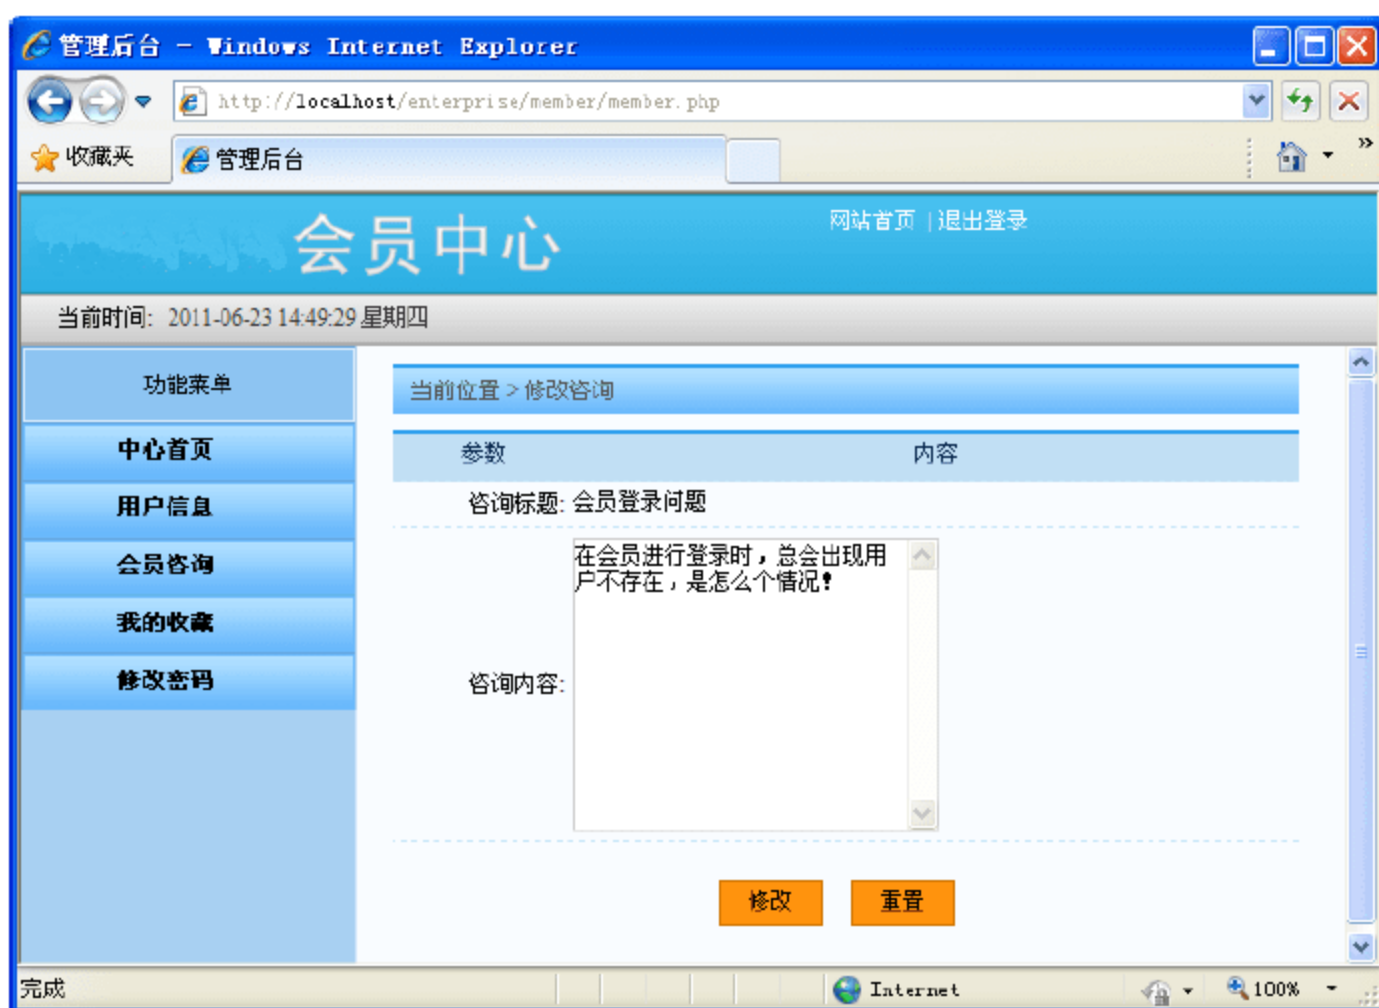 管理后台 - Windows Internet Explorer
http://localhost/enterprise/member/member.php
收藏夹
管理后台
会员中心
网站首页 | 退出登录
当前时间: 2011-06-23 14:49:29 星期四
功能菜单
中心首页
用户信息
会员咨询
我的收藏
修改密码
当前位置 > 修改咨询
参数 内容
咨询标题: 会员登录问题
咨询内容:
在会员进行登录时，总会出现用
户不存在，是怎么个情况！
修改 重置
完成 Internet 100%